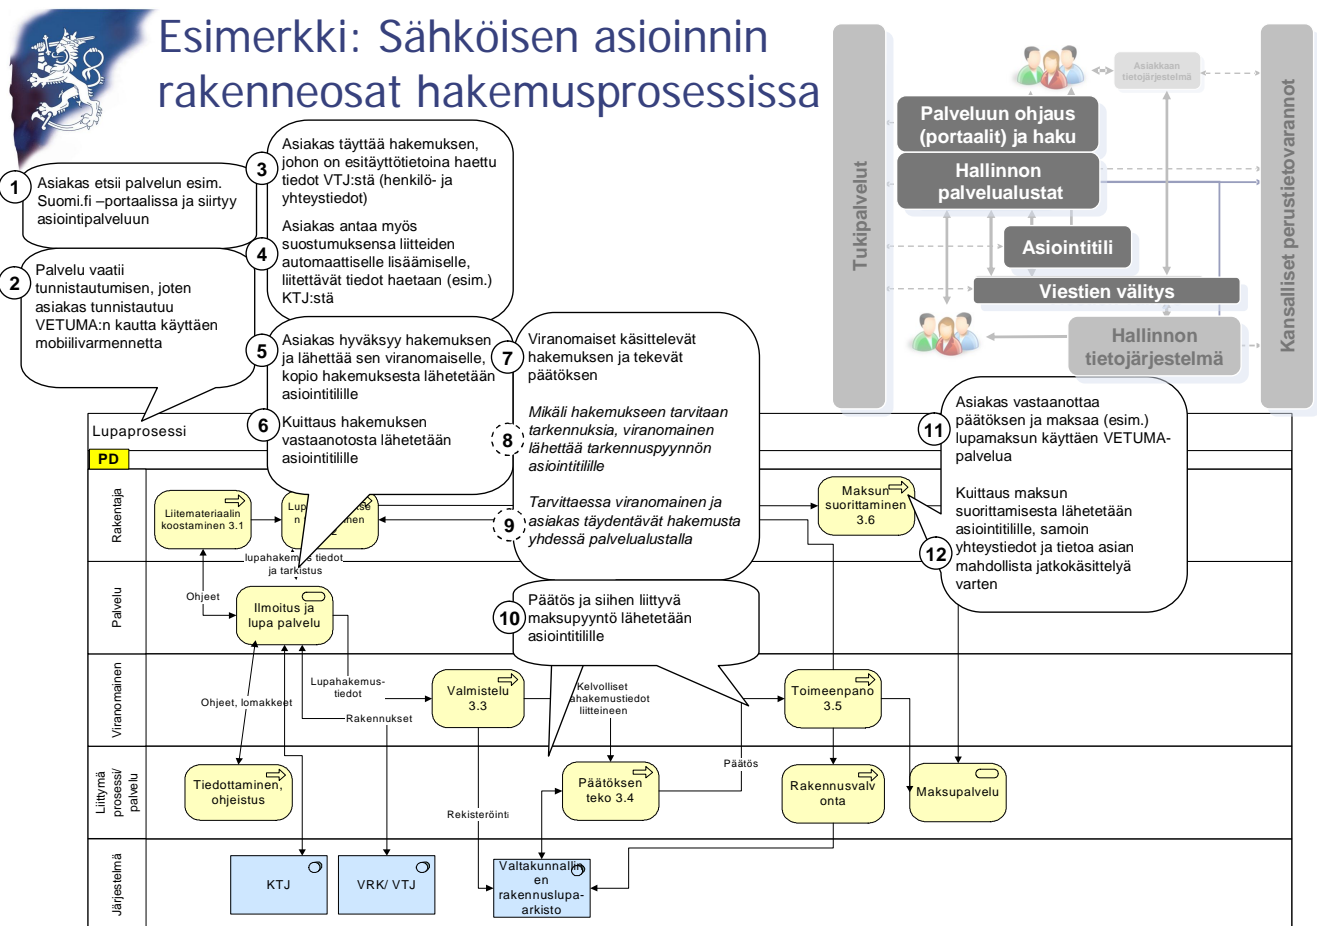 Esimerkki: Sähköisen asioinnin
rakenneosat hakemusprosessissa
1
Asiakas etsii palvelun esim.
Suomi.fi –portaalissa ja siirtyy
asiointipalveluun
2
Palvelu vaatii
tunnistautumisen, joten
asiakas tunnistautuu
VETUMA:n kautta käyttäen
mobiilivarmennetta
3
Asiakas täyttää hakemuksen,
johon on esitäyttötietoina haettu
tiedot VTJ:stä (henkilö- ja
yhteystiedot)
4
Asiakas antaa myös
suostumuksensa liitteiden
automaattiselle lisäämiselle,
liitettävät tiedot haetaan (esim.)
KTJ:stä
5
Asiakas hyväksyy hakemuksen
ja lähettää sen viranomaiselle,
kopio hakemuksesta lähetetään
asiointitilille
6
Kuittaus hakemuksen
vastaanotosta lähetetään
asiointitilille
7
Viranomaiset käsittelevät
hakemuksen ja tekevät
päätöksen
8
Mikäli hakemukseen tarvitaan
tarkennuksia, viranomainen
lähettää tarkennuspyynnön
asiointitilille
9
Tarvittaessa viranomainen ja
asiakas täydentävät hakemusta
yhdessä palvelualustalla
10
Päätös ja siihen liittyvä
maksupyyntö lähetetään
asiointitilille
11
Asiakas vastaanottaa
päätöksen ja maksaa (esim.)
lupamaksun käyttäen VETUMA-
palvelua
12
Kuittaus maksun
suorittamisesta lähetetään
asiointitilille, samoin
yhteystiedot ja tietoa asian
mahdollista jatkokäsittelyä
varten
Tukipalvelut
Asiakkaan
tietojärjestelmä
Palveluun ohjaus
(portaalit) ja haku
Hallinnon
palvelualustat
Asiointitili
Viestien välitys
Hallinnon
tietojärjestelmä
Kansalliset perustietovarannot
Lupaprosessi
PD
Rakentaja
Liitemateriaalin
koostaminen 3.1
Maksun
suorittaminen
3.6
tiedot
ja tarkistus
Palvelu
Ohjeet
Ilmoitus ja
lupa palvelu
Viranomainen
Ohjeet, lomakkeet
Lupahakemus-
tiedot
Rakennukset
Valmistelu
3.3
Kelvolliset
liitteineen
Toimeenpano
3.5
Liittymä
prosessi/
palvelu
Tiedottaminen,
ohjeistus
Rekisteröinti
Päätöksen
teko 3.4
Päätös
Rakennusvalv
onta
Maksupalvelu
Järjestelmä
KTJ
VRK/ VTJ
Valtakunnallin
en
rakennuslupa-
arkisto